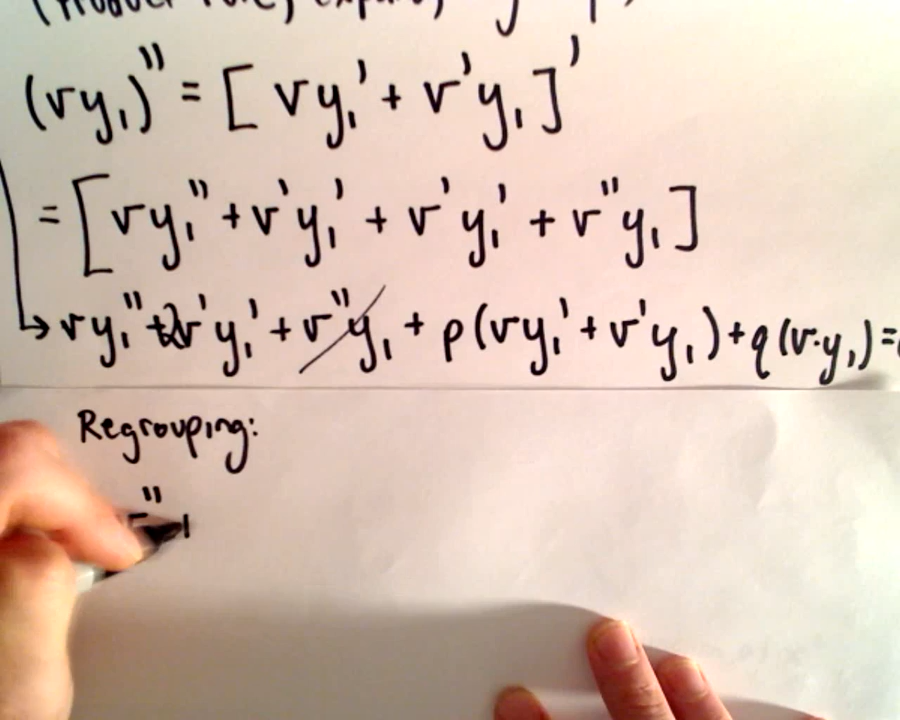 (vy₁)'' = [ vy₁' + v'y₁ ]'
= [ vy₁'' + v'y₁' + v'y₁' + v''y₁ ]
↳ vy₁'' + 2v'y₁' + v''y₁ + p(vy₁' + v'y₁) + q(v·y₁) =
Regrouping: